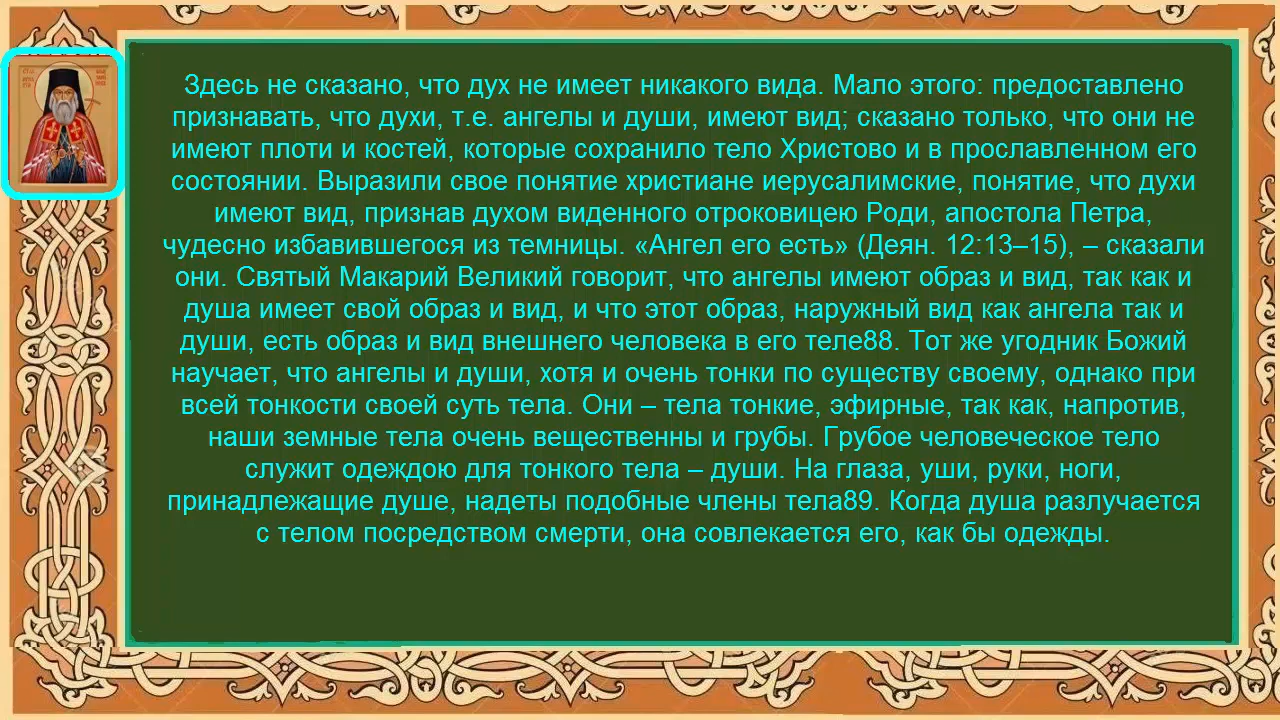 Здесь не сказано, что дух не имеет никакого вида. Мало этого: предоставлено
признавать, что духи, т.е. ангелы и души, имеют вид; сказано только, что они не
имеют плоти и костей, которые сохранило тело Христово и в прославленном его
состоянии. Выразили свое понятие христиане иерусалимские, понятие, что духи
имеют вид, признав духом виденного отроковицею Роди, апостола Петра,
чудесно избавившегося из темницы. «Ангел его есть» (Деян. 12:13–15), – сказали
они. Святый Макарий Великий говорит, что ангелы имеют образ и вид, так как и
душа имеет свой образ и вид, и что этот образ, наружный вид как ангела так и
души, есть образ и вид внешнего человека в его теле88. Тот же угодник Божий
научает, что ангелы и души, хотя и очень тонки по существу своему, однако при
всей тонкости своей суть тела. Они – тела тонкие, эфирные, так как, напротив,
наши земные тела очень вещественны и грубы. Грубое человеческое тело
служит одеждою для тонкого тела – души. На глаза, уши, руки, ноги,
принадлежащие душе, надеты подобные члены тела89. Когда душа разлучается
с телом посредством смерти, она совлекается его, как бы одежды.